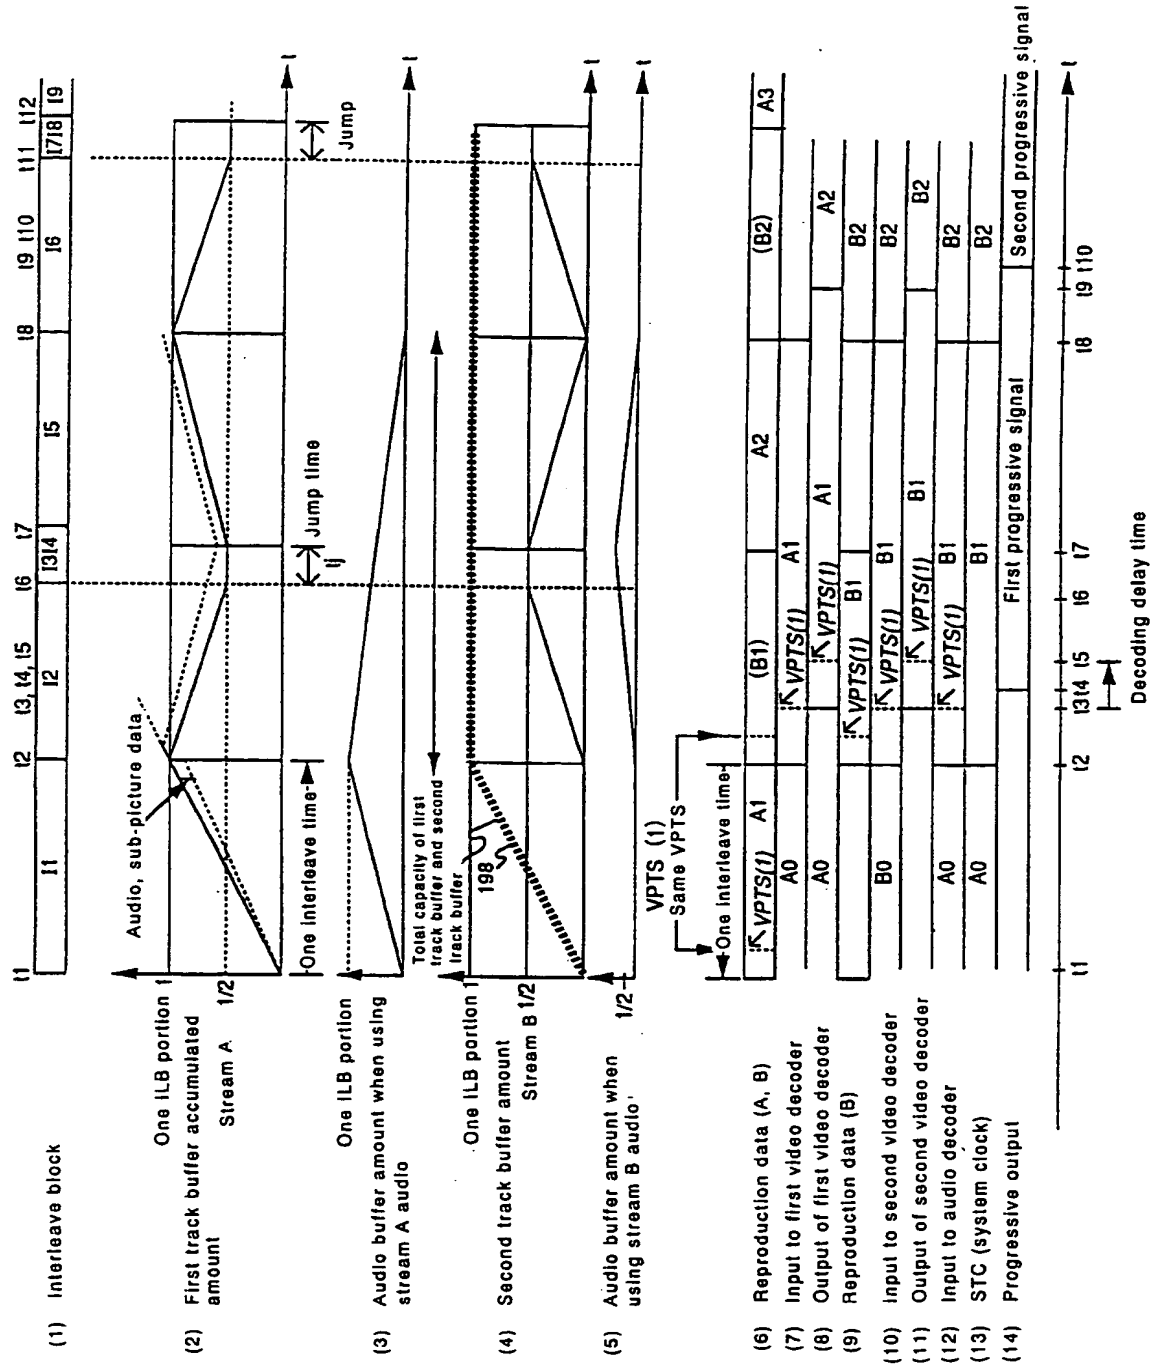 (1) Interleave block
t1
t2
t3, t4, t5
t6
t7
t8
t9 t10
t11
t12
I1
I2
I3I4
I5
I6
I7I8
I9
One ILB portion 1
(2) First track buffer accumulated
amount
Stream A
1/2
Audio, sub-picture data
One interleave time
tj
Jump time
Jump
t
One ILB portion
(3) Audio buffer amount when using
stream A audio
t
Total capacity of first
track buffer and second
track buffer
One ILB portion 1
(4) Second track buffer amount
Stream B 1/2
198
t
(5) Audio buffer amount when
using stream B audio
1/2
t
VPTS (1)
Same VPTS
One interleave time
(6) Reproduction data (A, B)
VPTS(1) A1
(B1)
A2
(B2)
A3
(7) Input to first video decoder
A0
VPTS(1)
A1
(8) Output of first video decoder
A0
VPTS(1)
A1
A2
(9) Reproduction data (B)
VPTS(1)
B1
B2
(10) Input to second video decoder
B0
VPTS(1)
B1
B2
(11) Output of second video decoder
VPTS(1)
B1
B2
(12) Input to audio decoder
A0
VPTS(1)
B1
B2
(13) STC (system clock)
A0
B1
B2
(14) Progressive output
First progressive signal
Second progressive signal
t1
t2
t3t4
t5
t6
t7
t8
t9 t10
t
Decoding delay time